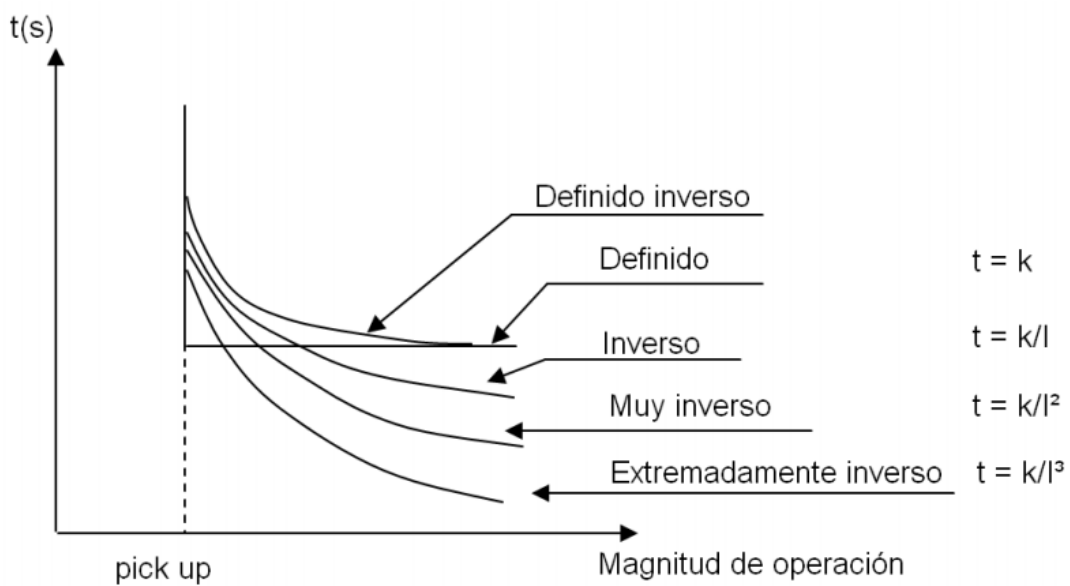 t(s)
Definido inverso
Definido
t = k
Inverso
t = k/I
Muy inverso
t = k/I²
Extremadamente inverso
t = k/I³
pick up
Magnitud de operación